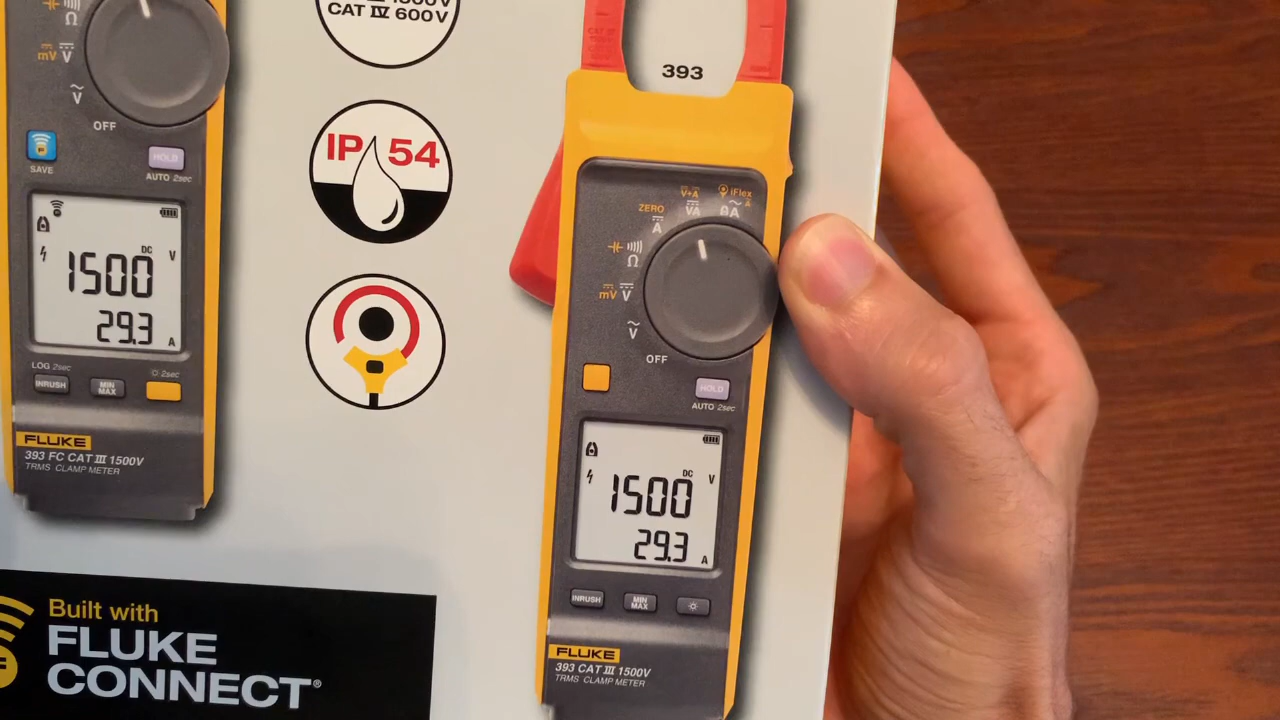 Ω
mV V
V
OFF
SAVE
HOLD
AUTO 2sec
DC
V
1500
29.3
A
LOG 2sec
2sec
INRUSH
MIN
MAX
FLUKE
393 FC CAT III 1500V
TRMS CLAMP METER
CAT IV 600V
IP 54
Built with
FLUKE
CONNECT®
393
V+A
iFlex
ZERO
VA
A
A
Ω
mV V
V
OFF
HOLD
AUTO 2sec
DC
V
1500
29.3
A
INRUSH
MIN
MAX
FLUKE
393 CAT III 1500V
TRMS CLAMP METER